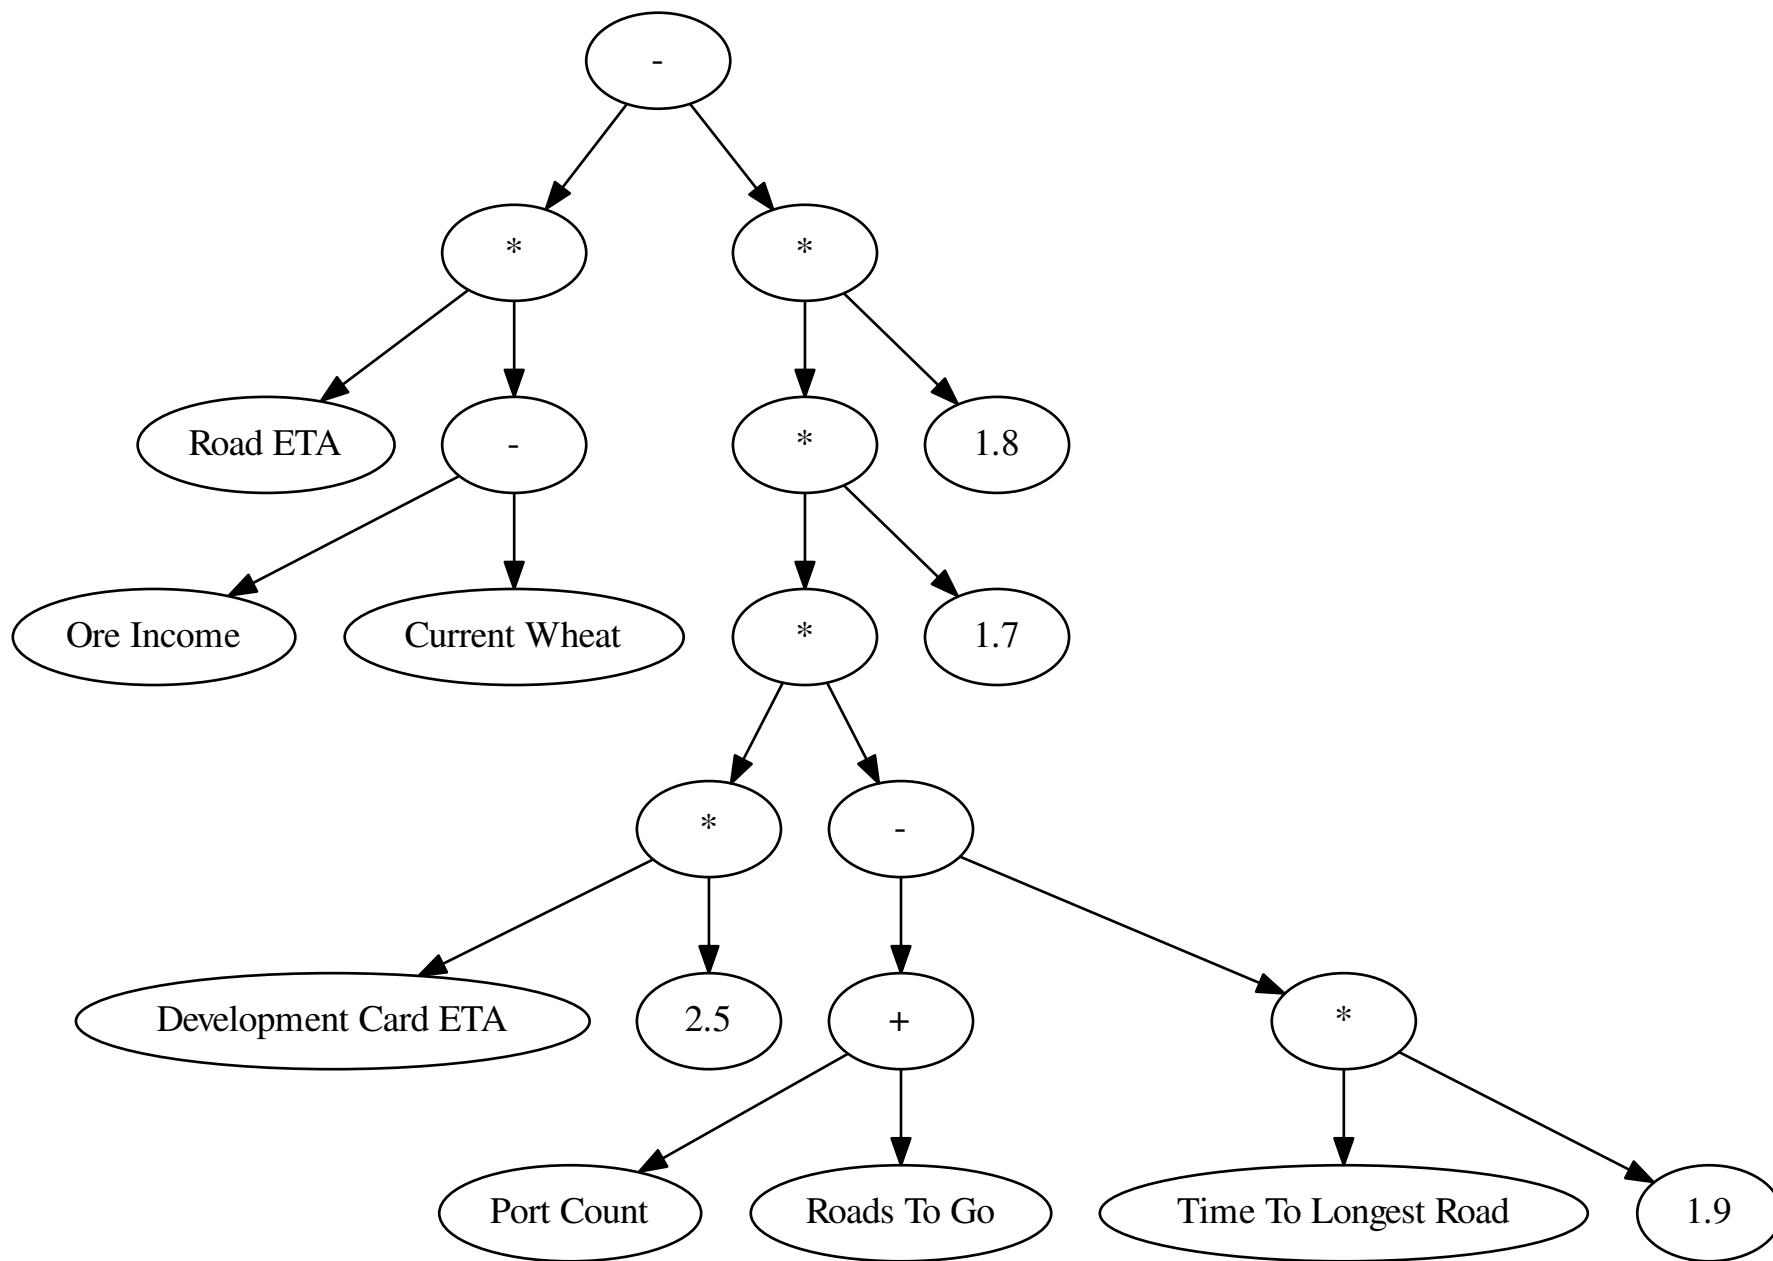 -
* *
Road ETA - * 1.8
Ore Income Current Wheat * 1.7
* -
Development Card ETA 2.5 + *
Port Count Roads To Go Time To Longest Road 1.9